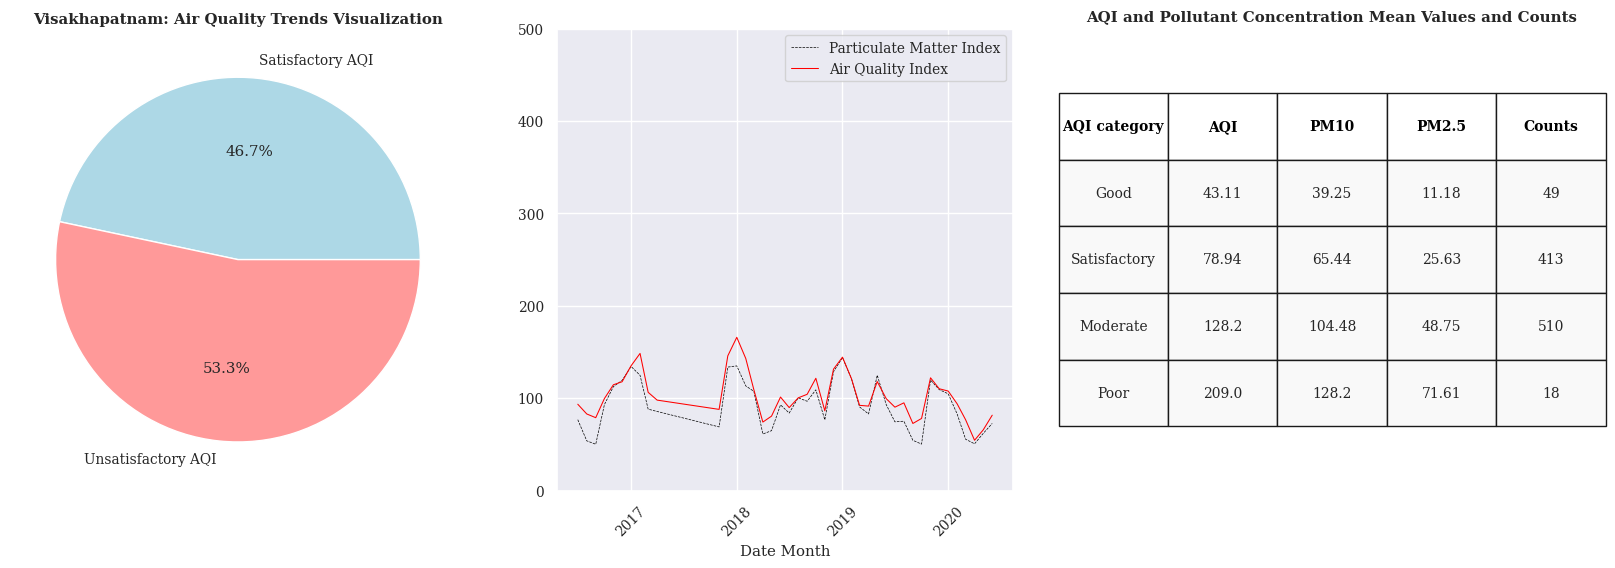 Visakhapatnam: Air Quality Trends Visualization
Satisfactory AQI
46.7%
53.3%
Unsatisfactory AQI
500
400
300
200
100
0
Particulate Matter Index
Air Quality Index
2017 2018 2019 2020
Date Month
AQI and Pollutant Concentration Mean Values and Counts
AQI category AQI PM10 PM2.5 Counts
Good 43.11 39.25 11.18 49
Satisfactory 78.94 65.44 25.63 413
Moderate 128.2 104.48 48.75 510
Poor 209.0 128.2 71.61 18